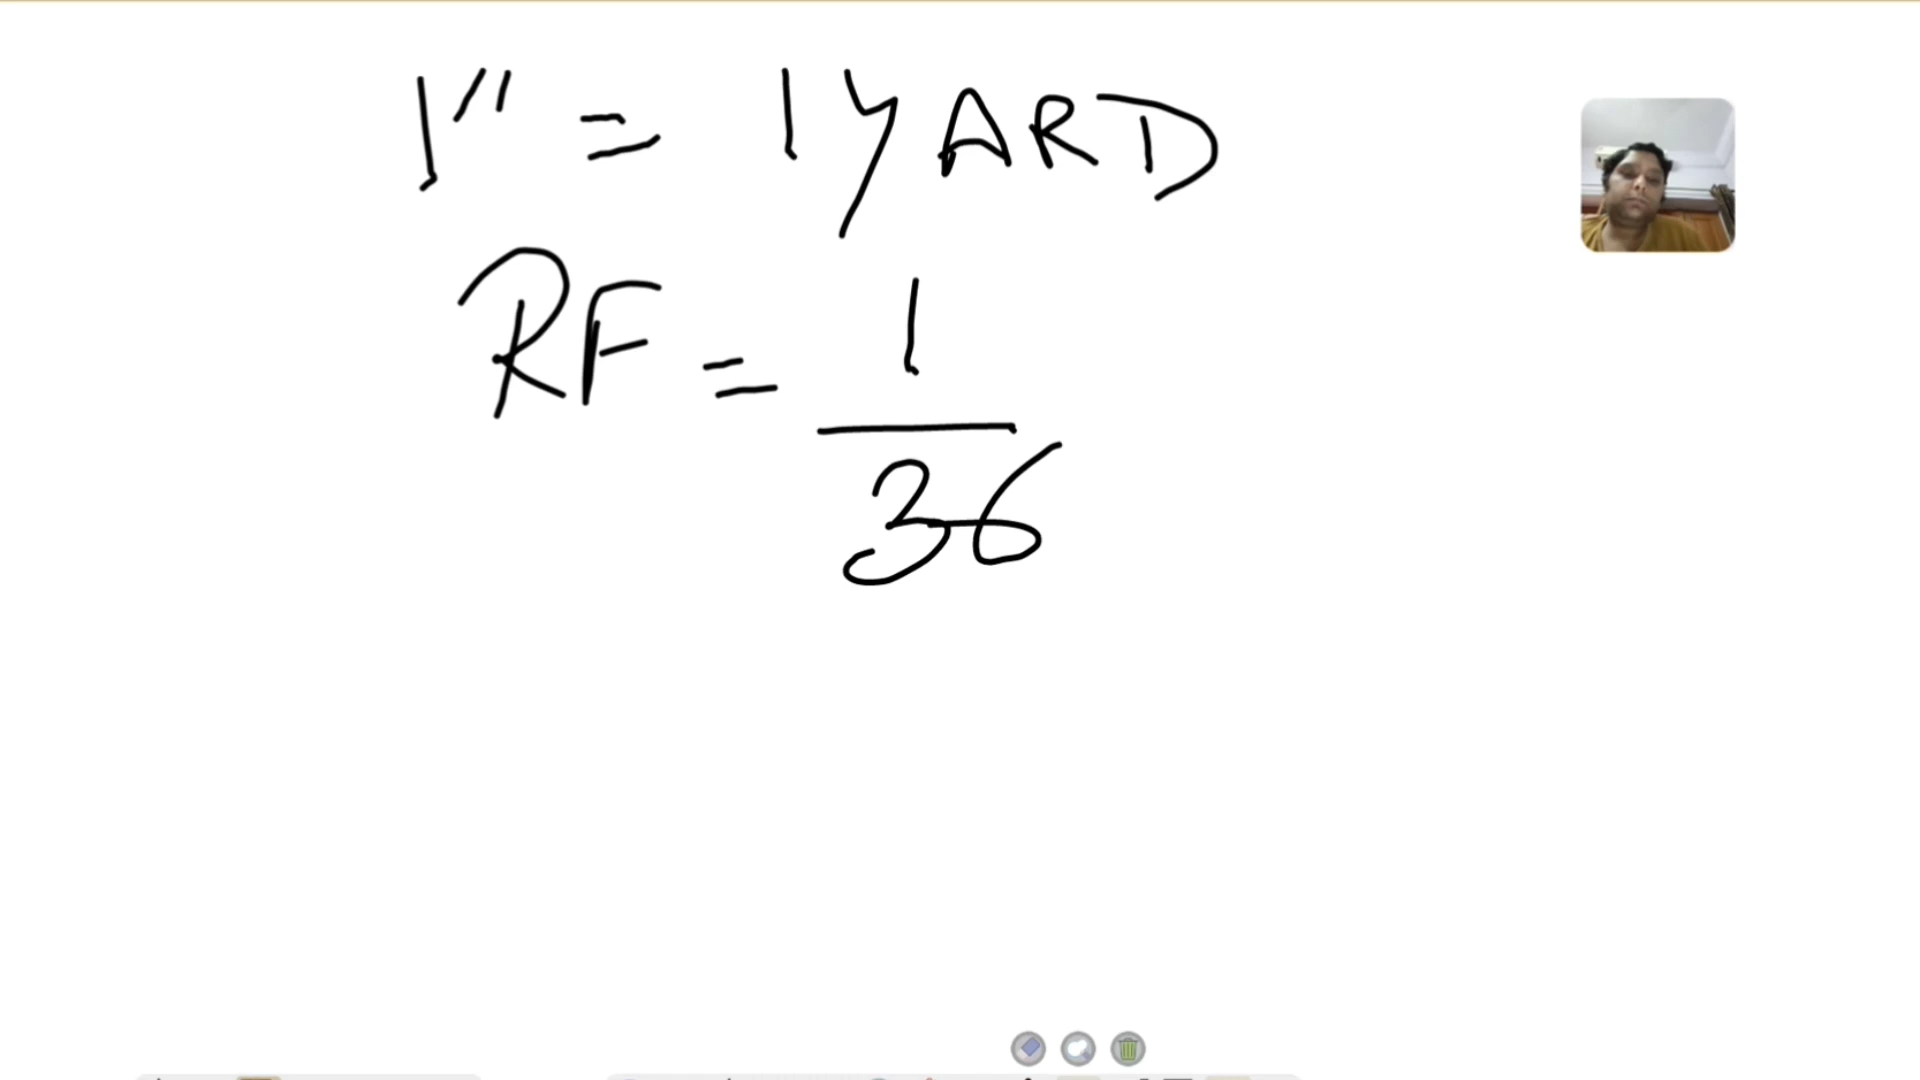 1" = 1 YARD
RF = 1
36